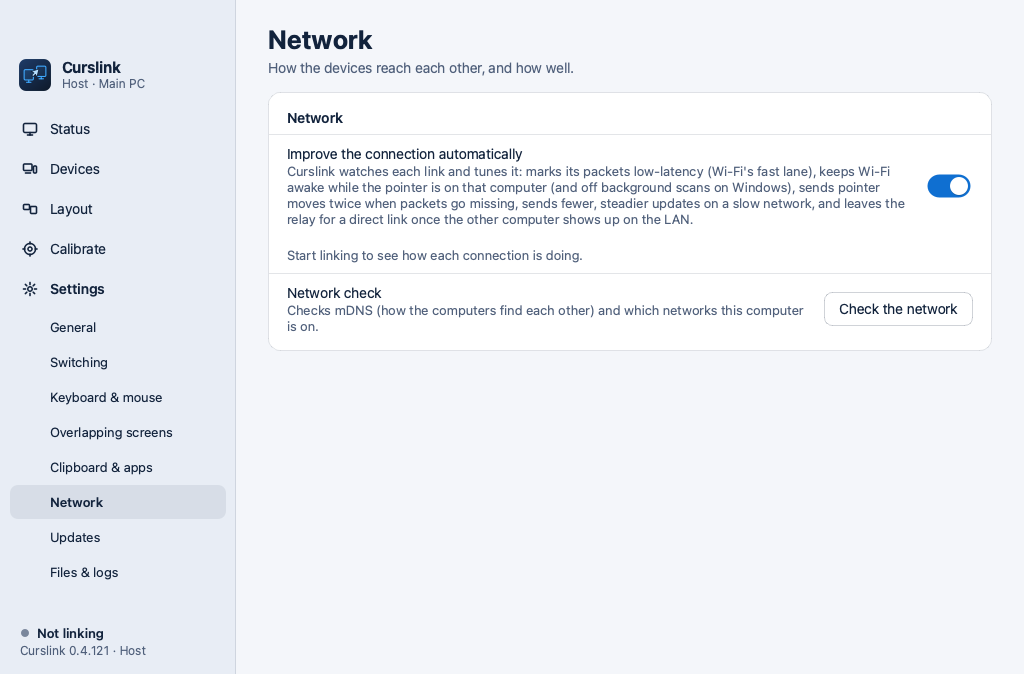 Curslink
Host · Main PC
Status
Devices
Layout
Calibrate
Settings
General
Switching
Keyboard & mouse
Overlapping screens
Clipboard & apps
Network
Updates
Files & logs
Not linking
Curslink 0.4.121 · Host
Network
How the devices reach each other, and how well.
Network
Improve the connection automatically
Curslink watches each link and tunes it: marks its packets low-latency (Wi-Fi's fast lane), keeps Wi-Fi
awake while the pointer is on that computer (and off background scans on Windows), sends pointer
moves twice when packets go missing, sends fewer, steadier updates on a slow network, and leaves the
relay for a direct link once the other computer shows up on the LAN.
Start linking to see how each connection is doing.
Network check
Checks mDNS (how the computers find each other) and which networks this computer
is on.
Check the network